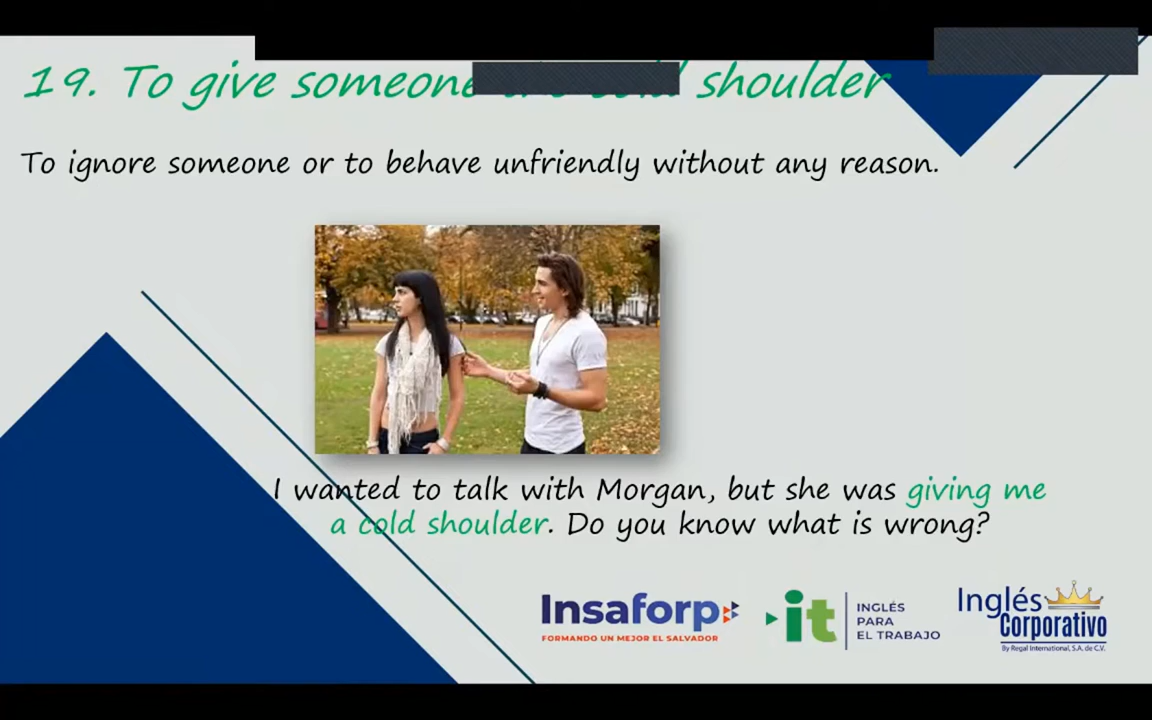 19. To give someone the cold shoulder
To ignore someone or to behave unfriendly without any reason.
I wanted to talk with Morgan, but she was giving me
a cold shoulder. Do you know what is wrong?
Insaforp
FORMANDO UN MEJOR EL SALVADOR
it
INGLÉS
PARA
EL TRABAJO
Inglés
Corporativo
By Regal International, S.A. de C.V.